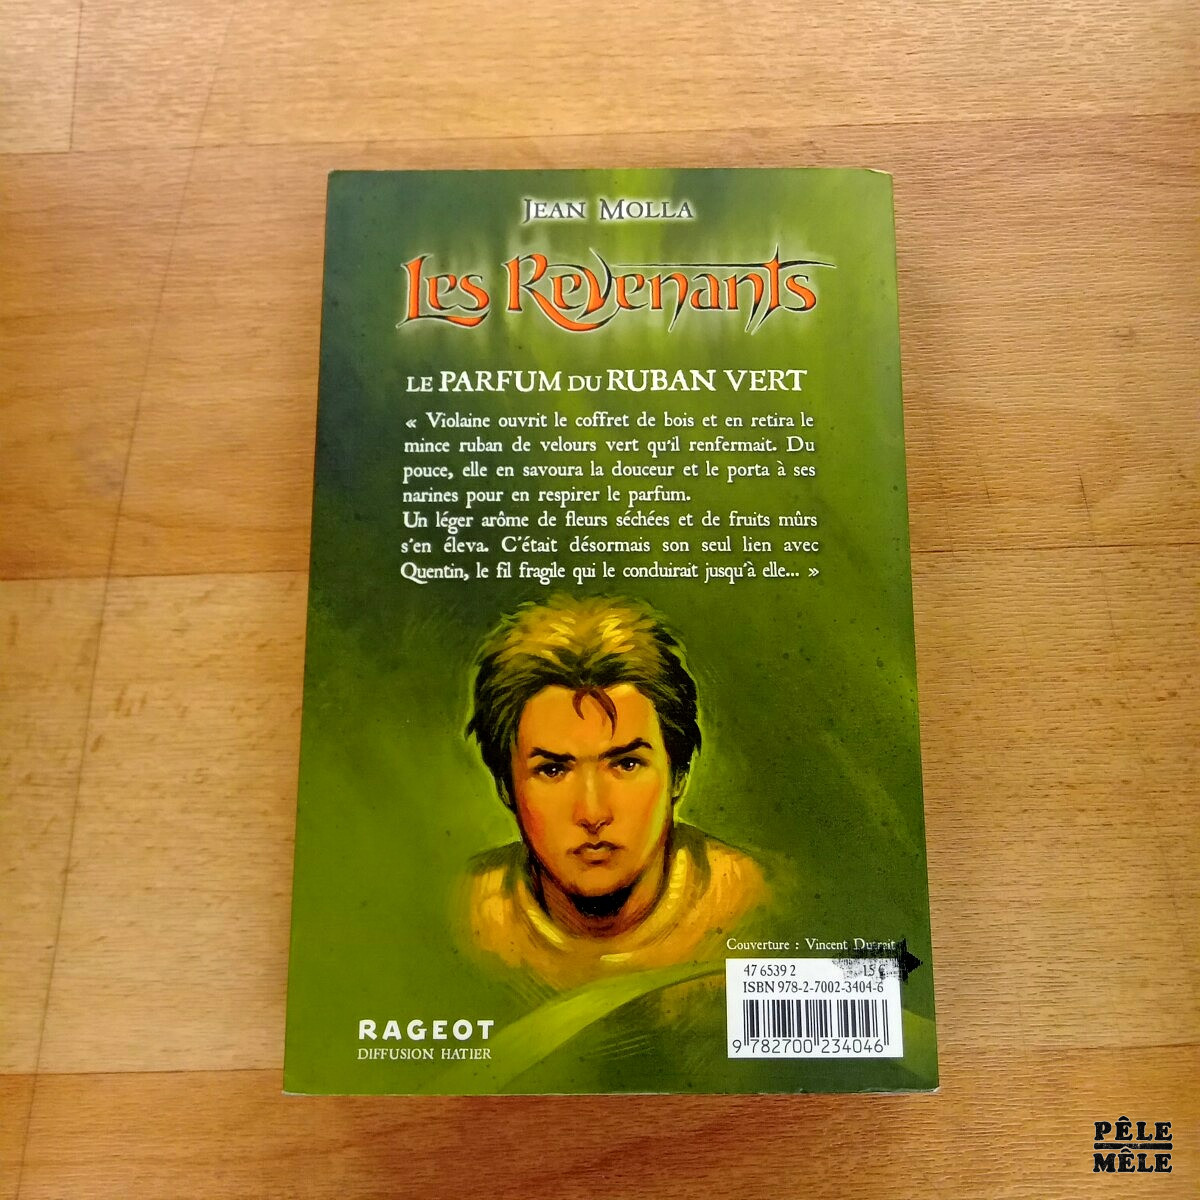 JEAN MOLLA
LES REVENANTS
LE PARFUM DU RUBAN VERT
« Violaine ouvrit le coffret de bois et en retira le
mince ruban de velours vert qu'il renfermait. Du
pouce, elle en savoura la douceur et le porta à ses
narines pour en respirer le parfum.
Un léger arôme de fleurs séchées et de fruits mûrs
s'en éleva. C'était désormais son seul lien avec
Quentin, le fil fragile qui le conduirait jusqu'à elle... »
Couverture : Vincent Dutrait
47 6539 2 15 €
ISBN 978-2-7002-3404-6
9 782700 234046
RAGEOT
DIFFUSION HATIER
PÊLE
MÊLE